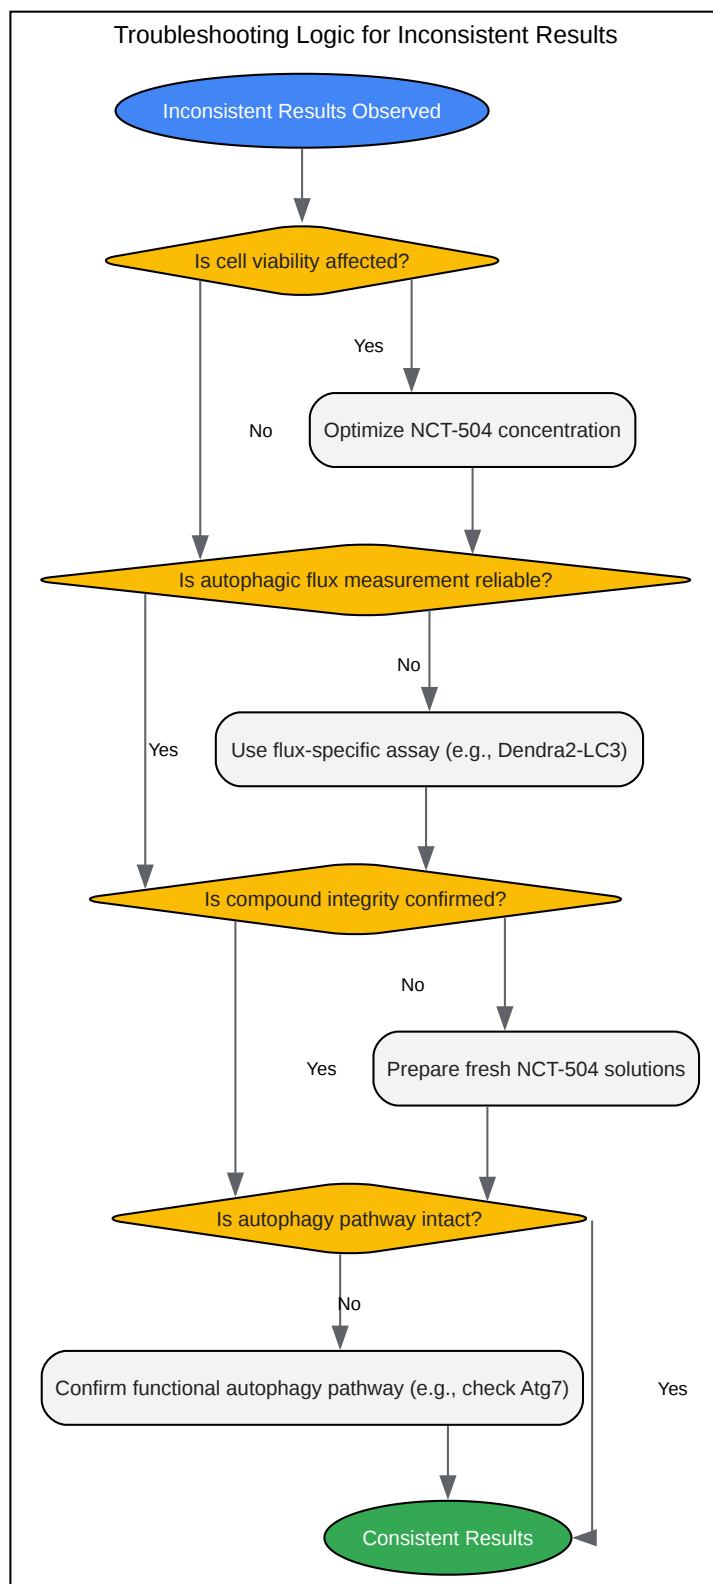 Troubleshooting Logic for Inconsistent Results
Inconsistent Results Observed
Is cell viability affected?
Yes
No
Optimize NCT-504 concentration
Is autophagic flux measurement reliable?
No
Yes
Use flux-specific assay (e.g., Dendra2-LC3)
Is compound integrity confirmed?
No
Yes
Prepare fresh NCT-504 solutions
Is autophagy pathway intact?
No
Confirm functional autophagy pathway (e.g., check Atg7)
Yes
Consistent Results